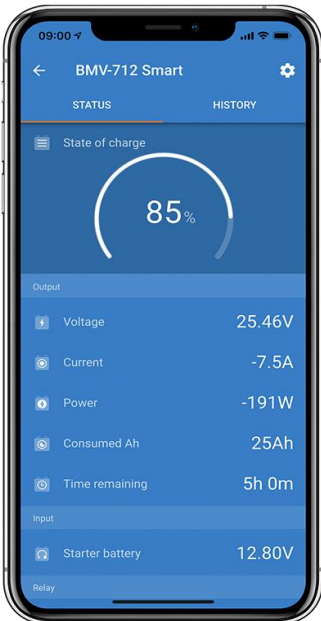 09:00
BMV-712 Smart
STATUS HISTORY
State of charge
85%
Output
Voltage 25.46V
Current -7.5A
Power -191W
Consumed Ah 25Ah
Time remaining 5h 0m
Input
Starter battery 12.80V
Relay